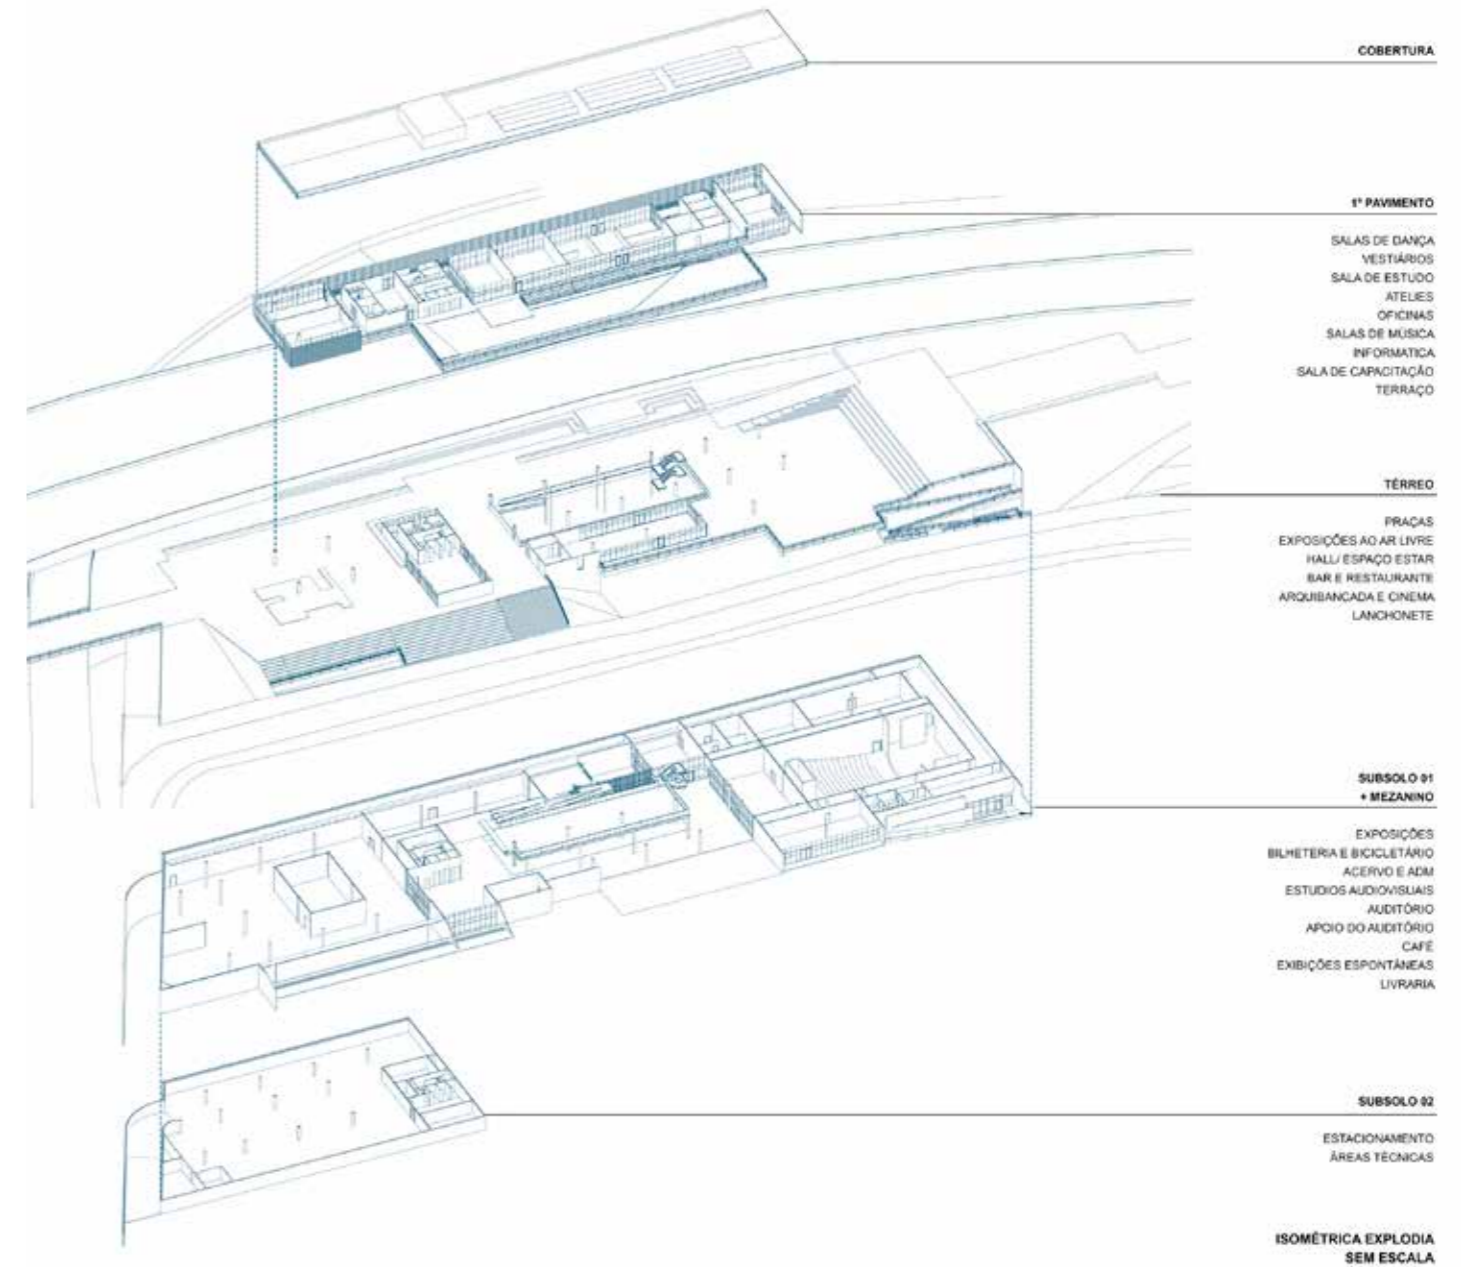 COBERTURA
1º PAVIMENTO
SALAS DE DANÇA
VESTIÁRIOS
SALA DE ESTUDO
ATELIES
OFICINAS
SALAS DE MÚSICA
INFORMATICA
SALA DE CAPACITAÇÃO
TERRAÇO
TÉRREO
PRAÇAS
EXPOSIÇÕES AO AR LIVRE
HALL/ ESPAÇO ESTAR
BAR E RESTAURANTE
ARQUIBANCADA E CINEMA
LANCHONETE
SUBSOLO 01
+ MEZANINO
EXPOSIÇÕES
BILHETERIA E BICICLETÁRIO
ACERVO E ADM
ESTUDIOS AUDIOVISUAIS
AUDITÓRIO
APOIO DO AUDITÓRIO
CAFÉ
EXIBIÇÕES ESPONTÂNEAS
LIVRARIA
SUBSOLO 02
ESTACIONAMENTO
ÁREAS TÉCNICAS
ISOMÉTRICA EXPLODIA
SEM ESCALA